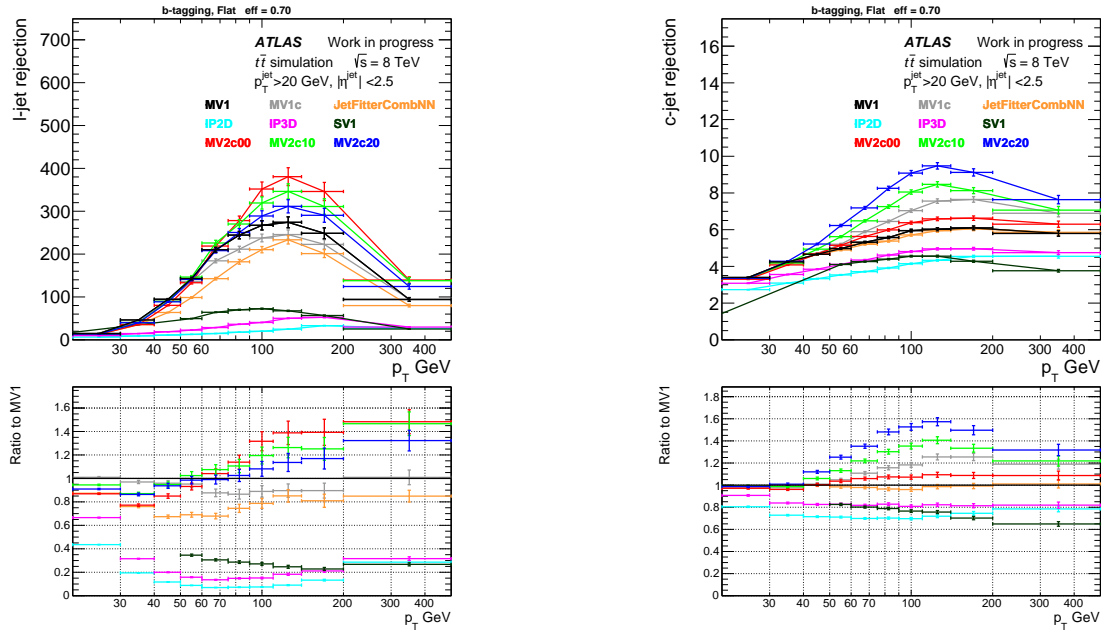 b-tagging, Flat eff = 0.70
l-jet rejection
700
600
500
400
300
200
100
0
ATLAS Work in progress
tt̄ simulation √s = 8 TeV
p_T^jet>20 GeV, |η^jet| <2.5
MV1 MV1c JetFitterCombNN
IP2D IP3D SV1
MV2c00 MV2c10 MV2c20
30 40 50 60 70 100 200 300 400
p_T GeV
Ratio to MV1
1.6
1.4
1.2
1
0.8
0.6
0.4
0.2
0
30 40 50 60 70 100 200 300 400
p_T GeV
b-tagging, Flat eff = 0.70
c-jet rejection
16
14
12
10
8
6
4
2
0
ATLAS Work in progress
tt̄ simulation √s = 8 TeV
p_T^jet>20 GeV, |η^jet| <2.5
MV1 MV1c JetFitterCombNN
IP2D IP3D SV1
MV2c00 MV2c10 MV2c20
30 40 50 60 70 100 200 300 400
p_T GeV
Ratio to MV1
1.8
1.6
1.4
1.2
1
0.8
0.6
0.4
0.2
0
30 40 50 60 70 100 200 300 400
p_T GeV